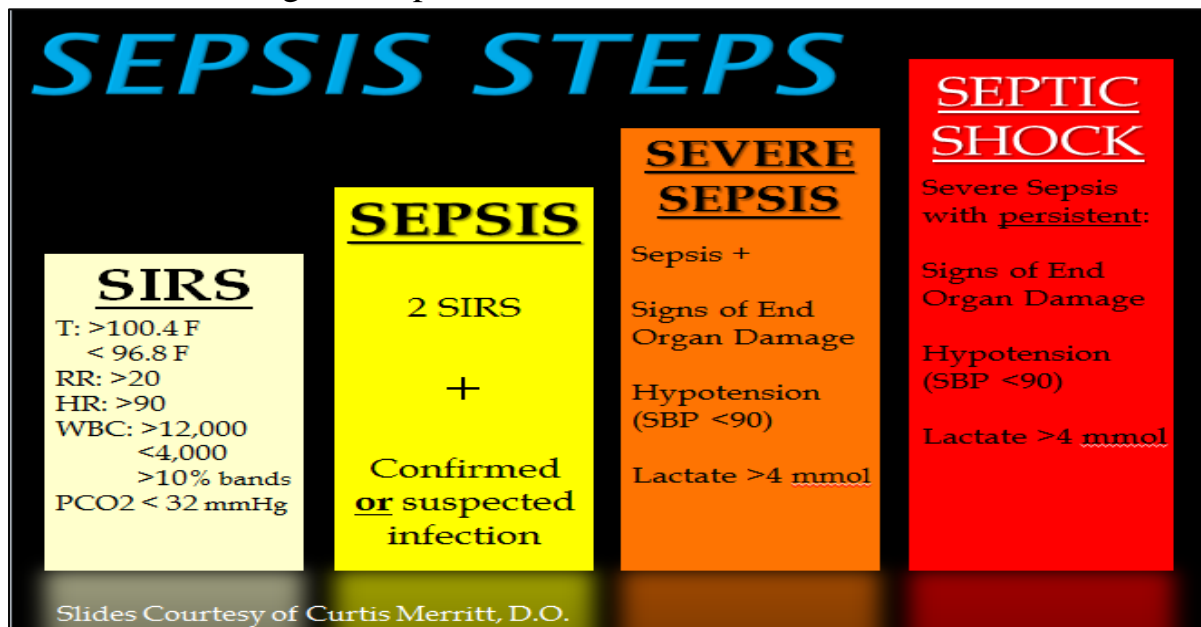 SEPSIS STEPS
SIRS
T: >100.4 F
< 96.8 F
RR: >20
HR: >90
WBC: >12,000
<4,000
>10% bands
PCO2 < 32 mmHg
SEPSIS
2 SIRS
+
Confirmed
or suspected
infection
SEVERE
SEPSIS
Sepsis +
Signs of End
Organ Damage
Hypotension
(SBP <90)
Lactate >4 mmol
SEPTIC
SHOCK
Severe Sepsis
with persistent:
Signs of End
Organ Damage
Hypotension
(SBP <90)
Lactate >4 mmol
Slides Courtesy of Curtis Merritt, D.O.